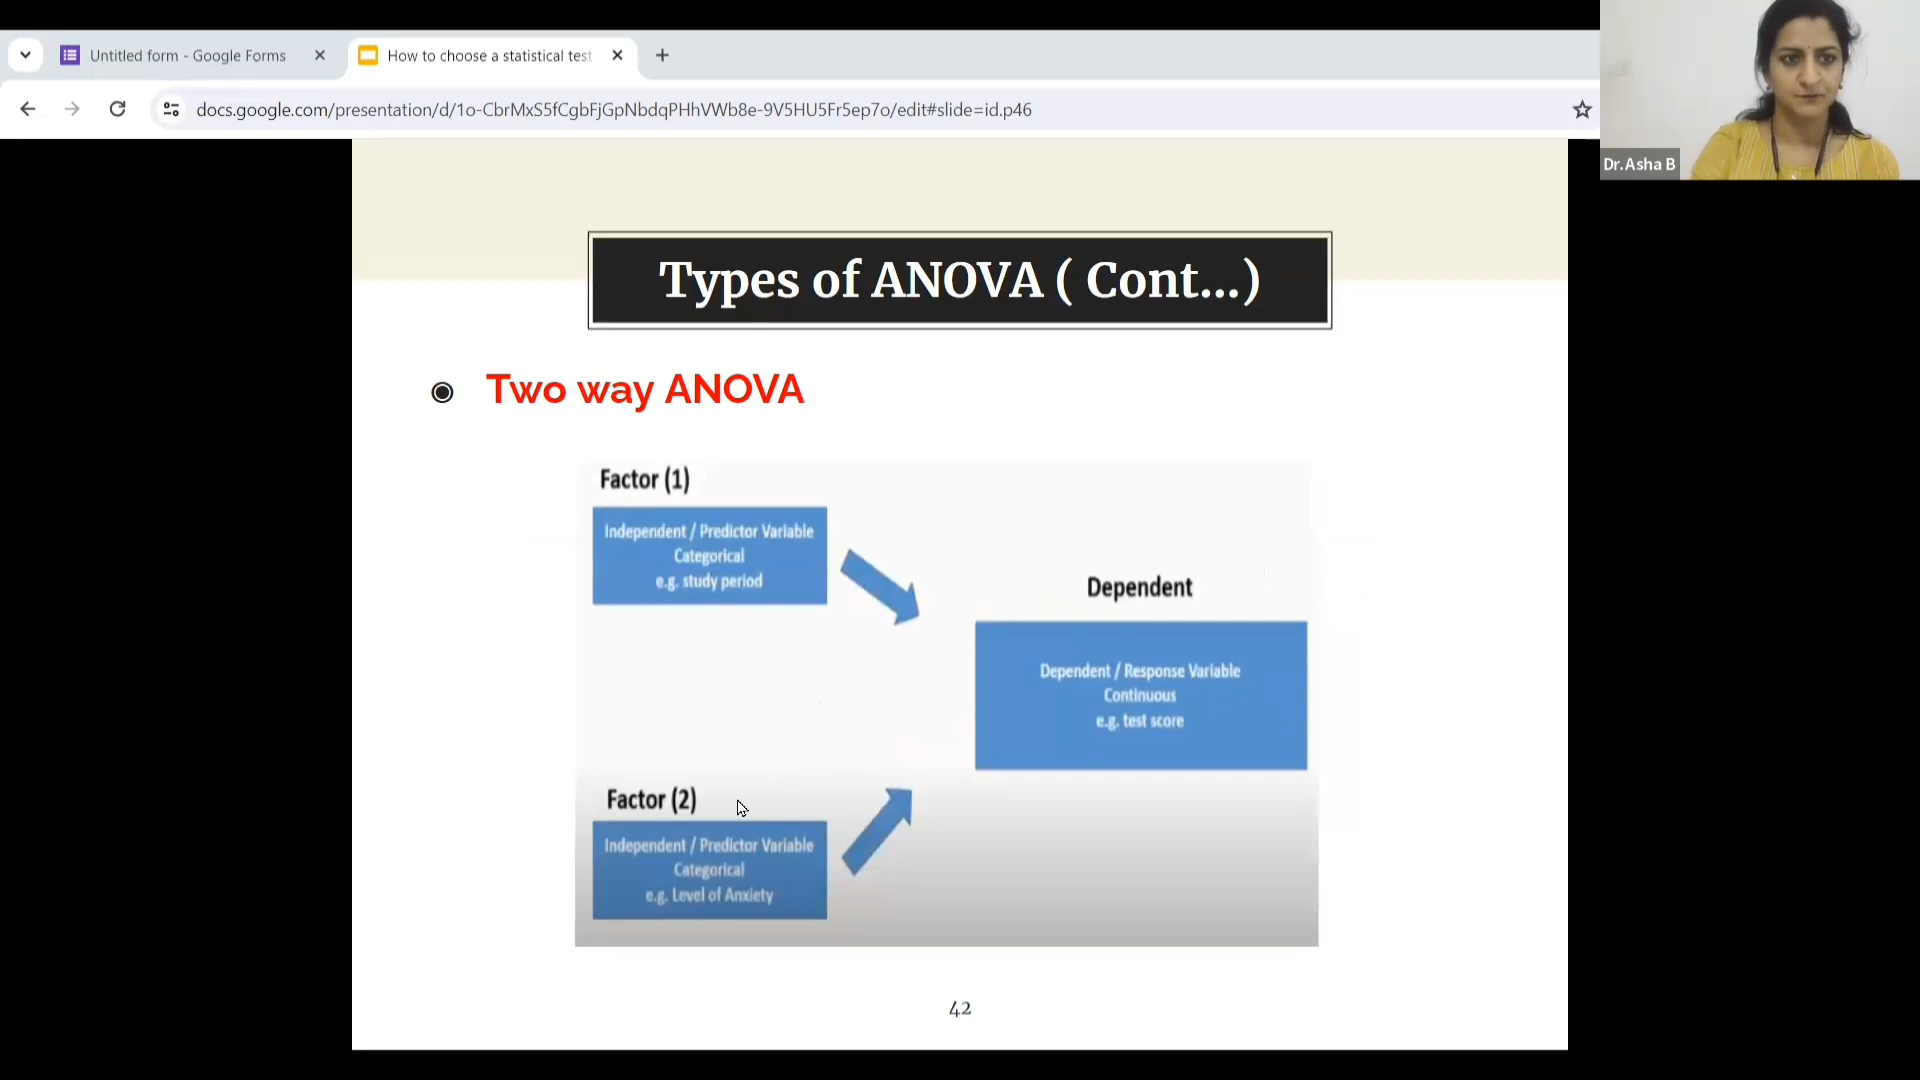 Untitled form - Google Forms
How to choose a statistical test
docs.google.com/presentation/d/1o-CbrMxS5fCgbFjGpNbdqPHhVWb8e-9V5HU5Fr5ep7o/edit#slide=id.p46
Dr.Asha B
Types of ANOVA ( Cont...)
Two way ANOVA
Factor (1)
Independent / Predictor Variable
Categorical
e.g. study period
Dependent
Dependent / Response Variable
Continuous
e.g. test score
Factor (2)
Independent / Predictor Variable
Categorical
e.g. Level of Anxiety
42